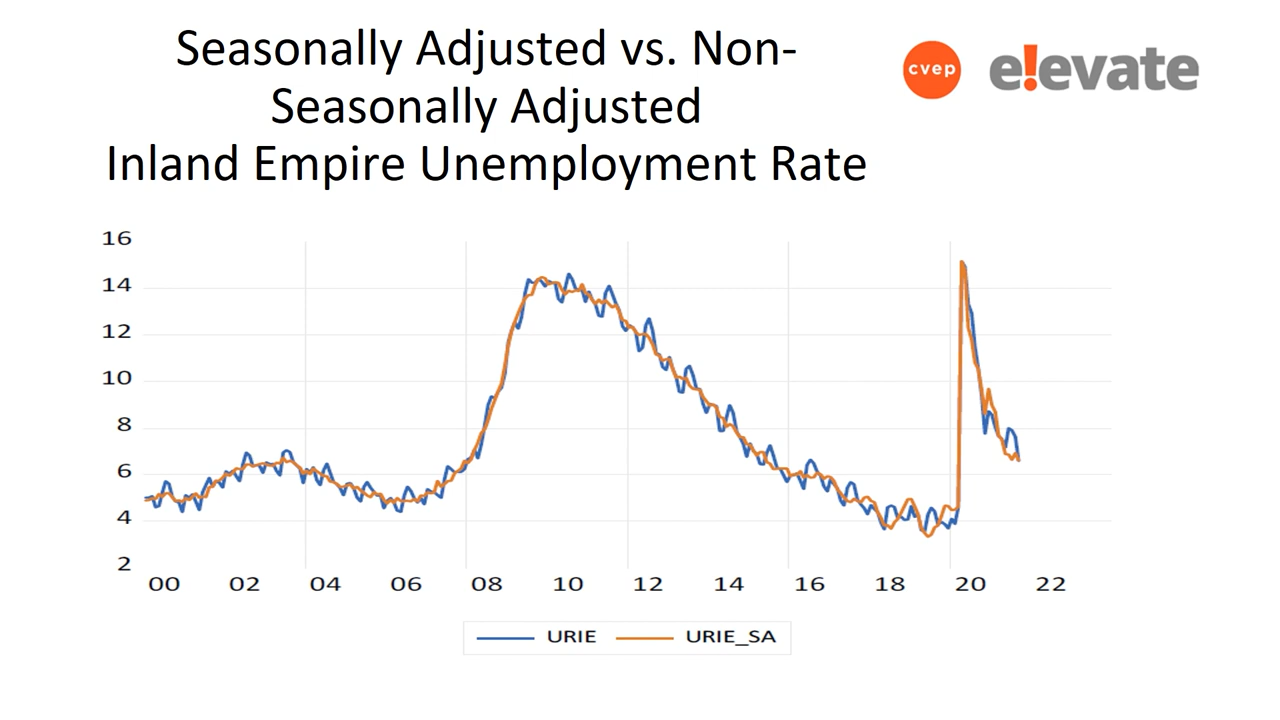 Seasonally Adjusted vs. Non-
Seasonally Adjusted
Inland Empire Unemployment Rate
cvep
e!evate
16
14
12
10
8
6
4
2
00 02 04 06 08 10 12 14 16 18 20 22
URIE URIE_SA